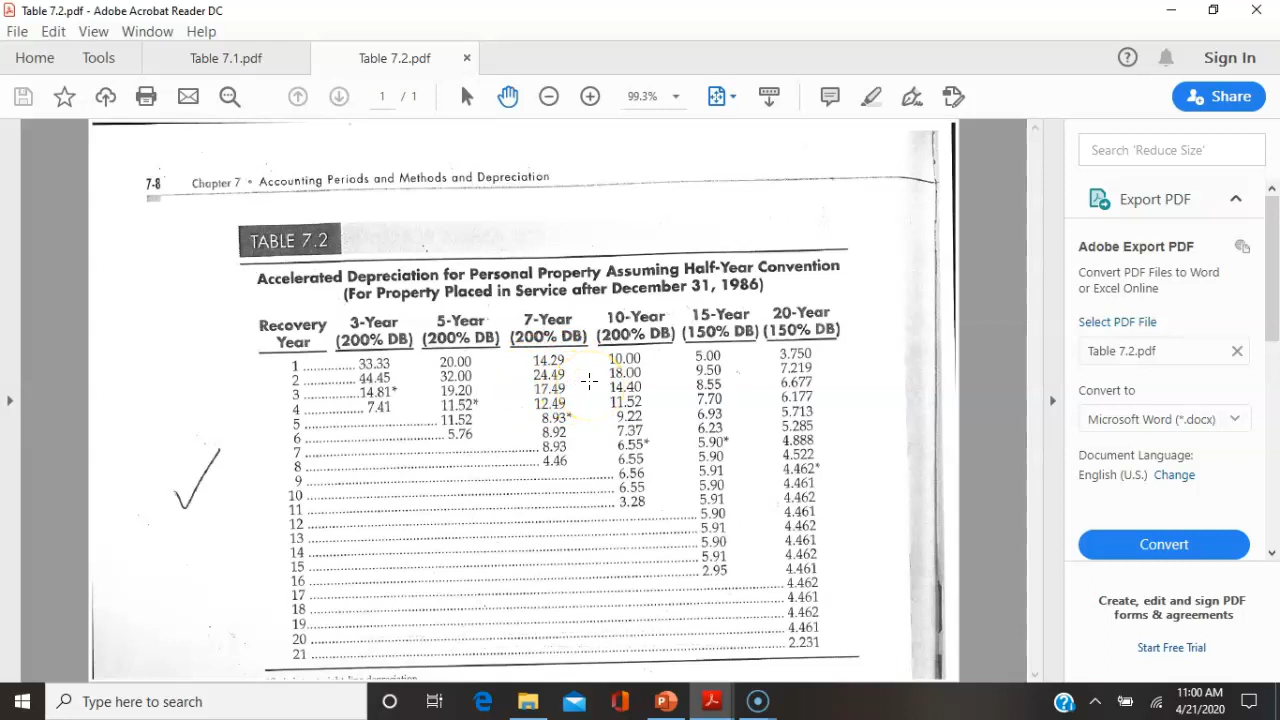 Table 7.2.pdf - Adobe Acrobat Reader DC
File Edit View Window Help
Home Tools Table 7.1.pdf Table 7.2.pdf ×
? Sign In
1 / 1 99.3% Share
Search 'Reduce Size'
Export PDF
Adobe Export PDF
Convert PDF Files to Word
or Excel Online
Select PDF File
Table 7.2.pdf
Convert to
Microsoft Word (*.docx)
Document Language:
English (U.S.) Change
Convert
Create, edit and sign PDF
forms & agreements
Start Free Trial
7-8 Chapter 7 • Accounting Periods and Methods and Depreciation
TABLE 7.2
Accelerated Depreciation for Personal Property Assuming Half-Year Convention
(For Property Placed in Service after December 31, 1986)
Recovery 3-Year 5-Year 7-Year 10-Year 15-Year 20-Year
Year (200% DB) (200% DB) (200% DB) (200% DB) (150% DB) (150% DB)
1 33.33 20.00 14.29 10.00 5.00 3.750
2 44.45 32.00 24.49 18.00 9.50 7.219
3 14.81* 19.20 17.49 14.40 8.55 6.677
4 7.41 11.52* 12.49 11.52 7.70 6.177
5 11.52 8.93* 9.22 6.93 5.713
6 5.76 8.92 7.37 6.23 5.285
7 8.93 6.55* 5.90* 4.888
8 4.46 6.55 5.90 4.522
9 6.56 5.91 4.462*
10 6.55 5.90 4.461
11 3.28 5.91 4.462
12 5.90 4.461
13 5.91 4.462
14 5.90 4.461
15 5.91 4.462
16 2.95 4.461
17 4.462
18 4.461
19 4.462
20 4.461
21 2.231
Type here to search
11:00 AM
4/21/2020